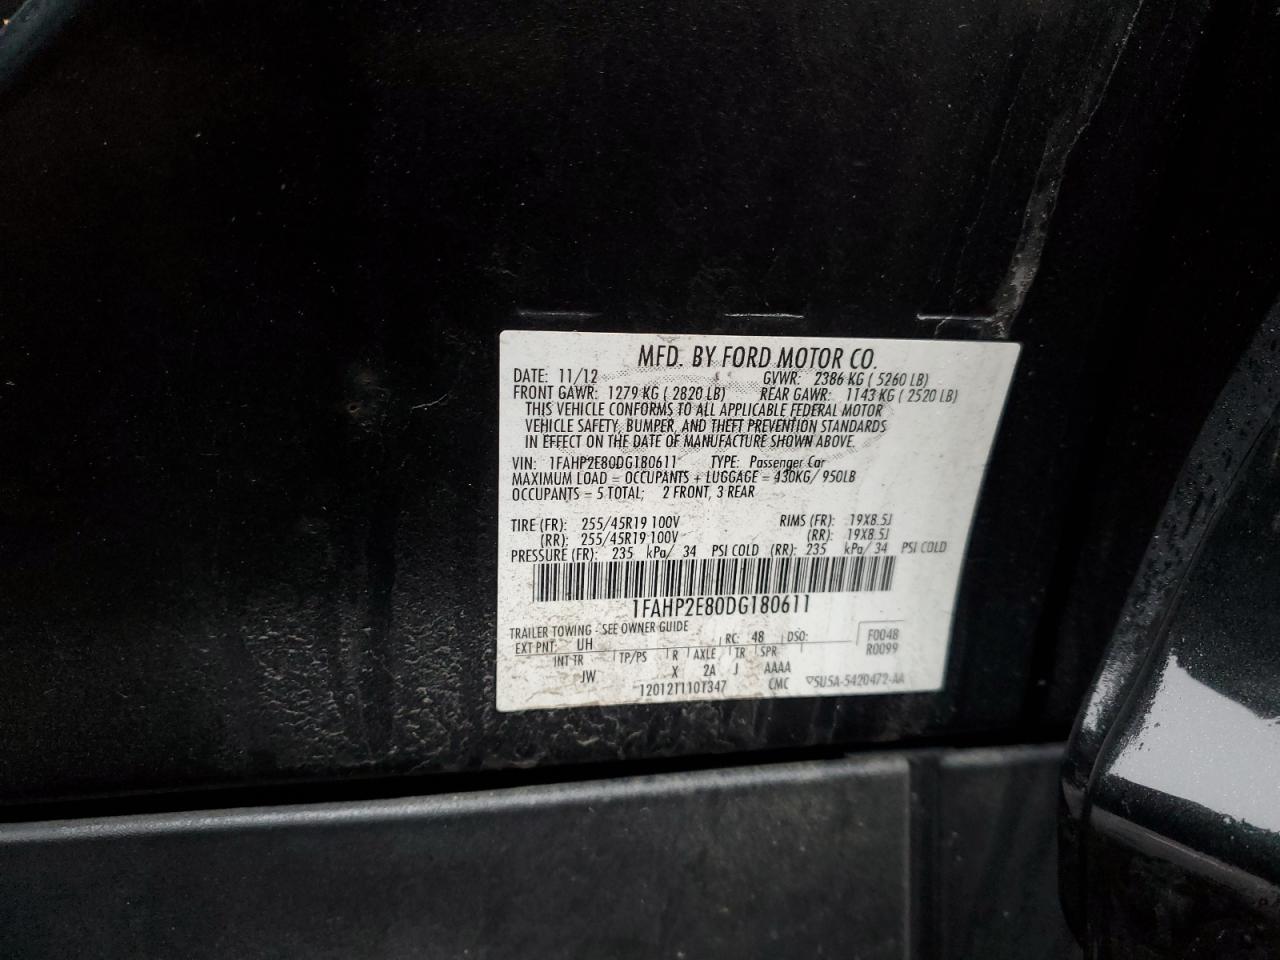 MFD. BY FORD MOTOR CO.
DATE: 11/12 GVWR: 2386 KG ( 5260 LB)
FRONT GAWR: 1279 KG ( 2820 LB) REAR GAWR: 1143 KG ( 2520 LB)
THIS VEHICLE CONFORMS TO ALL APPLICABLE FEDERAL MOTOR
VEHICLE SAFETY, BUMPER, AND THEFT PREVENTION STANDARDS
IN EFFECT ON THE DATE OF MANUFACTURE SHOWN ABOVE.
VIN: 1FAHP2E80DG180611 TYPE: Passenger Car
MAXIMUM LOAD = OCCUPANTS + LUGGAGE = 430KG/ 950LB
OCCUPANTS = 5 TOTAL; 2 FRONT, 3 REAR
TIRE (FR): 255/45R19 100V RIMS (FR): 19X8.5J
(RR): 255/45R19 100V (RR): 19X8.5J
PRESSURE (FR): 235 kPa/ 34 PSI COLD (RR): 235 kPa/ 34 PSI COLD
1FAHP2E80DG180611
TRAILER TOWING - SEE OWNER GUIDE
EXT PNT: UH RC: 48 DSO: F0048
R0099
INT TR TP/PS R AXLE TR SPR
JW X 2A J AAAA
12012T110T347 CMC ▽5U5A-5420472-AA